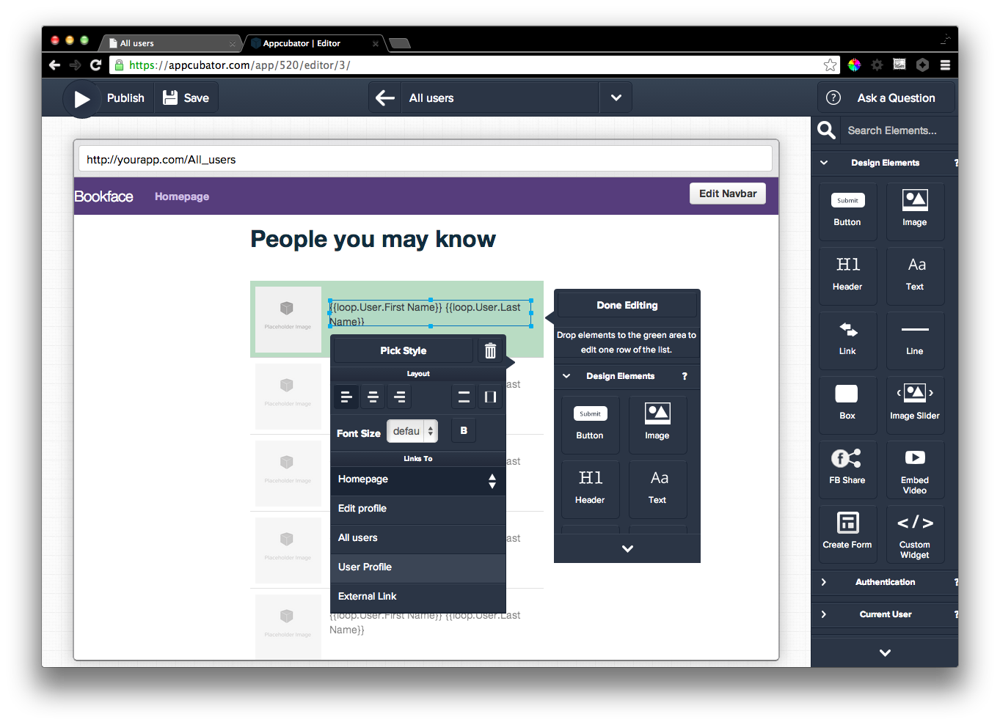 All users
Appcubator | Editor
https://appcubator.com/app/520/editor/3/
Publish
Save
All users
? Ask a Question
Search Elements...
http://yourapp.com/All_users
Bookface
Homepage
Edit Navbar
People you may know
Placeholder Image
{{loop.User.First Name}} {{loop.User.Last
Name}}
Pick Style
Layout
Font Size
defau
B
Links To
Homepage
Edit profile
All users
User Profile
External Link
Placeholder Image
ast
Placeholder Image
ast
Placeholder Image
ast
Placeholder Image
{{loop.User.First Name}} {{loop.User.Last
Name}}
Done Editing
Drop elements to the green area to
edit one row of the list.
Design Elements ?
Submit
Button
Image
H1
Header
Aa
Text
Design Elements ?
Submit
Button
Image
H1
Header
Aa
Text
Link
Line
Box
Image Slider
f
FB Share
Embed
Video
Create Form
</>
Custom
Widget
Authentication ?
Current User ?